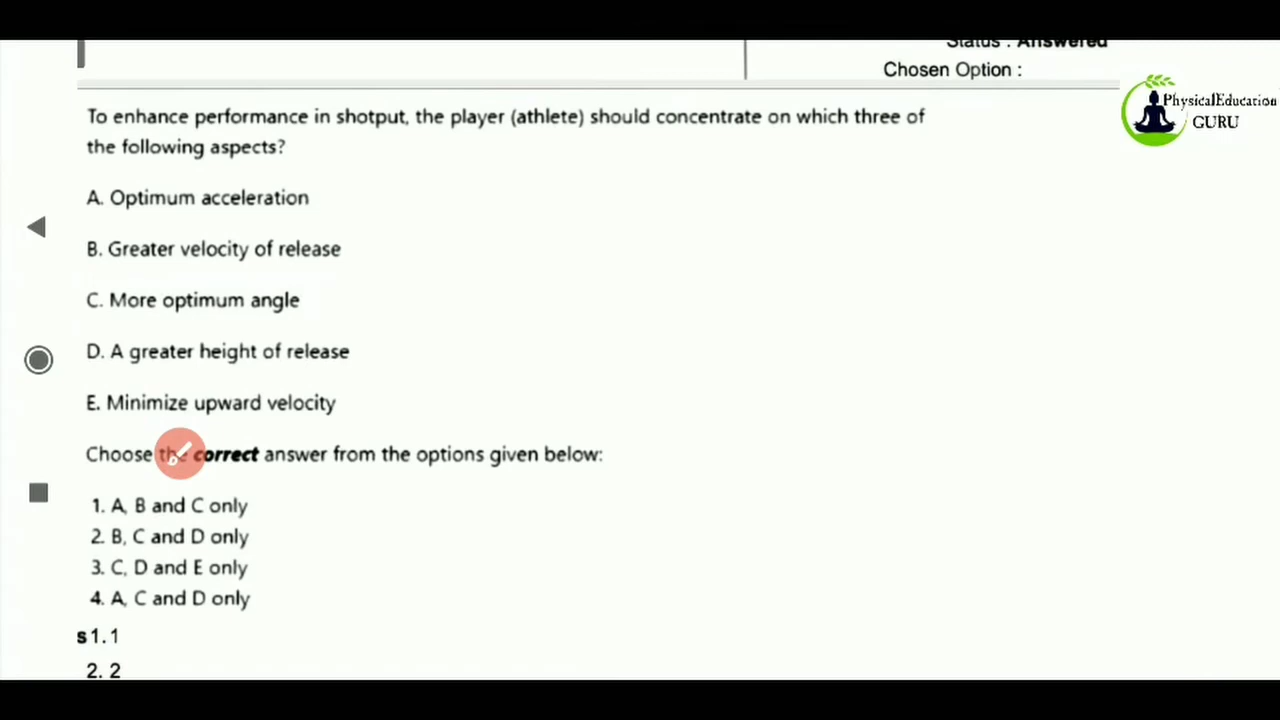 Status : Answered
Chosen Option :
PhysicalEducation
GURU
To enhance performance in shotput, the player (athlete) should concentrate on which three of
the following aspects?
A. Optimum acceleration
B. Greater velocity of release
C. More optimum angle
D. A greater height of release
E. Minimize upward velocity
Choose the correct answer from the options given below:
1. A, B and C only
2. B, C and D only
3. C, D and E only
4. A, C and D only
s1. 1
2. 2